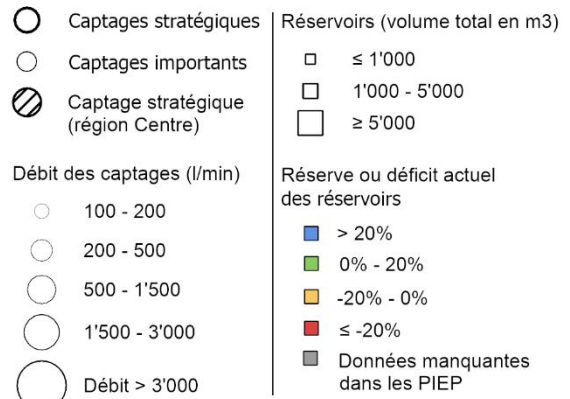 Captages stratégiques
Captages importants
Captage stratégique
(région Centre)
Débit des captages (l/min)
100 - 200
200 - 500
500 - 1'500
1'500 - 3'000
Débit > 3'000
Réservoirs (volume total en m3)
≤ 1'000
1'000 - 5'000
≥ 5'000
Réserve ou déficit actuel
des réservoirs
> 20%
0% - 20%
-20% - 0%
≤ -20%
Données manquantes
dans les PIEP